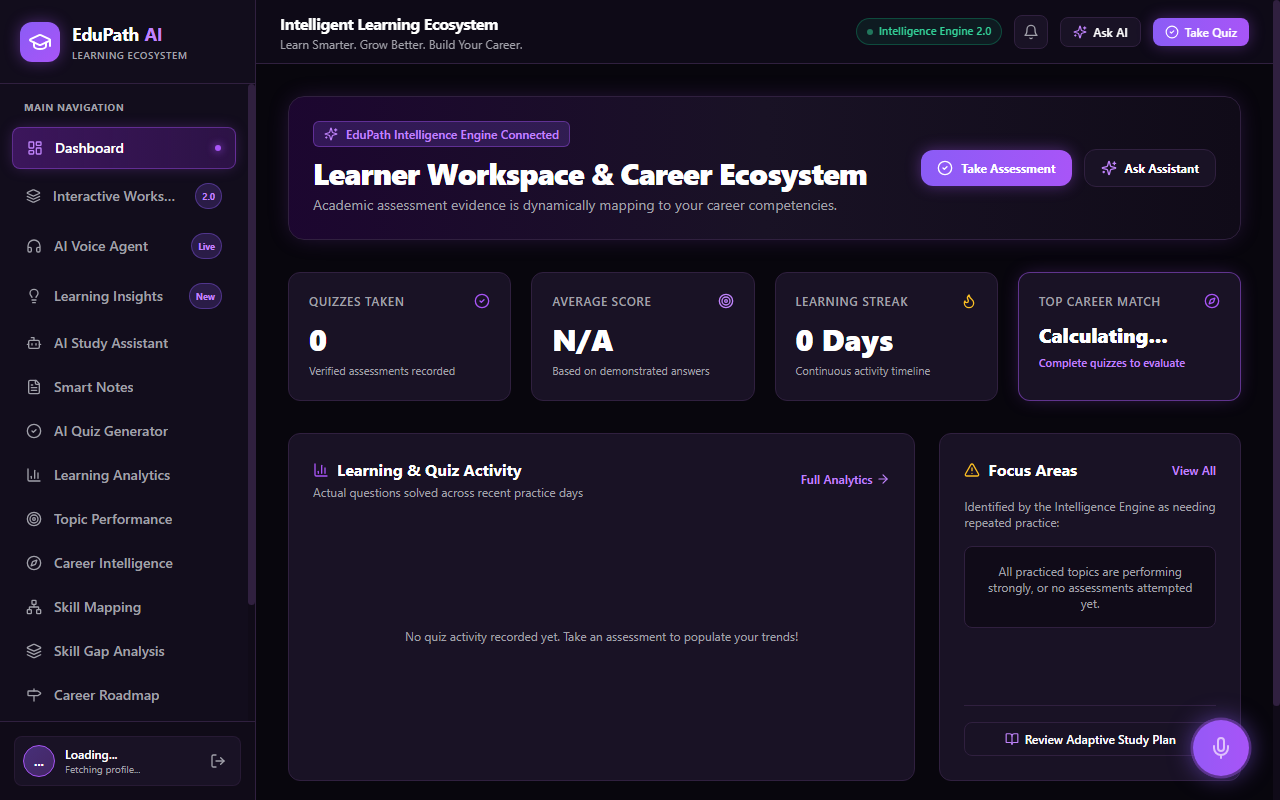 EduPath AI
LEARNING ECOSYSTEM
MAIN NAVIGATION
Dashboard
Interactive Works...
2.0
AI Voice Agent
Live
Learning Insights
New
AI Study Assistant
Smart Notes
AI Quiz Generator
Learning Analytics
Topic Performance
Career Intelligence
Skill Mapping
Skill Gap Analysis
Career Roadmap
...
Loading...
Fetching profile...
Intelligent Learning Ecosystem
Learn Smarter. Grow Better. Build Your Career.
Intelligence Engine 2.0
Ask AI
Take Quiz
EduPath Intelligence Engine Connected
Learner Workspace & Career Ecosystem
Academic assessment evidence is dynamically mapping to your career competencies.
Take Assessment
Ask Assistant
QUIZZES TAKEN
0
Verified assessments recorded
AVERAGE SCORE
N/A
Based on demonstrated answers
LEARNING STREAK
0 Days
Continuous activity timeline
TOP CAREER MATCH
Calculating...
Complete quizzes to evaluate
Learning & Quiz Activity
Actual questions solved across recent practice days
Full Analytics
No quiz activity recorded yet. Take an assessment to populate your trends!
Focus Areas
View All
Identified by the Intelligence Engine as needing
repeated practice:
All practiced topics are performing
strongly, or no assessments attempted
yet.
Review Adaptive Study Plan